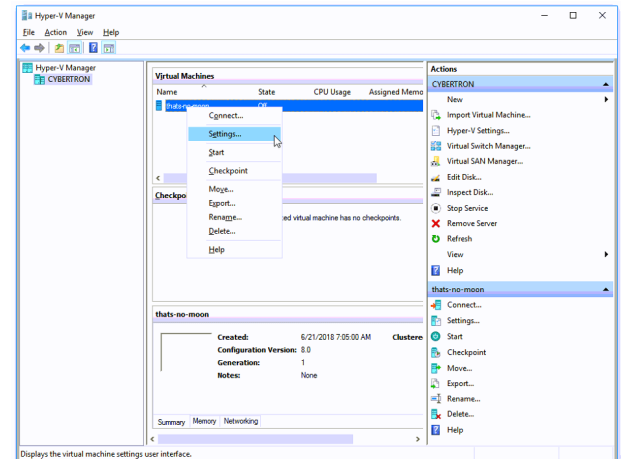 Hyper-V Manager
File Action View Help
Hyper-V Manager
CYBERTRON
Virtual Machines
Name State CPU Usage Assigned Memo
thats-no-moon Off
Connect...
Settings...
Start
Checkpoint
Move...
Export...
Rename...
Delete...
Help
Checkpo
ted virtual machine has no checkpoints.
thats-no-moon
Created: 6/21/2018 7:05:00 AM Clustere
Configuration Version: 8.0
Generation: 1
Notes: None
Summary Memory Networking
Actions
CYBERTRON
New
Import Virtual Machine...
Hyper-V Settings...
Virtual Switch Manager...
Virtual SAN Manager...
Edit Disk...
Inspect Disk...
Stop Service
Remove Server
Refresh
View
Help
thats-no-moon
Connect...
Settings...
Start
Checkpoint
Move...
Export...
Rename...
Delete...
Help
Displays the virtual machine settings user interface.